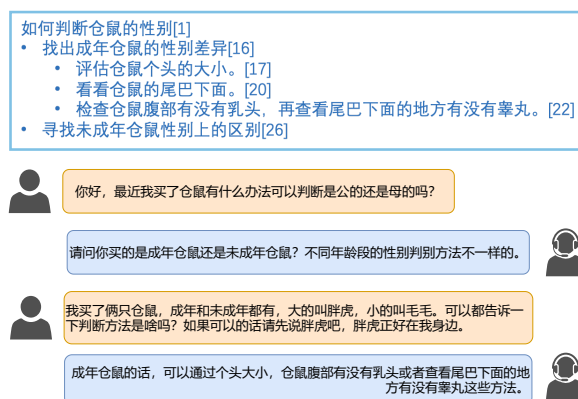 如何判断仓鼠的性别[1]
• 找出成年仓鼠的性别差异[16]
• 评估仓鼠个头的大小。[17]
• 看看仓鼠的尾巴下面。[20]
• 检查仓鼠腹部有没有乳头，再查看尾巴下面的地方有没有睾丸。[22]
• 寻找未成年仓鼠性别上的区别[26]
你好，最近我买了仓鼠有什么办法可以判断是公的还是母的吗？
请问你买的是成年仓鼠还是未成年仓鼠？不同年龄段的性别判别方法不一样的。
我买了俩只仓鼠，成年和未成年都有，大的叫胖虎，小的叫毛毛。可以都告诉一
下判断方法是啥吗？如果可以的话请先说胖虎吧，胖虎正好在我身边。
成年仓鼠的话，可以通过个头大小，仓鼠腹部有没有乳头或者查看尾巴下面的地
方有没有睾丸这些方法。